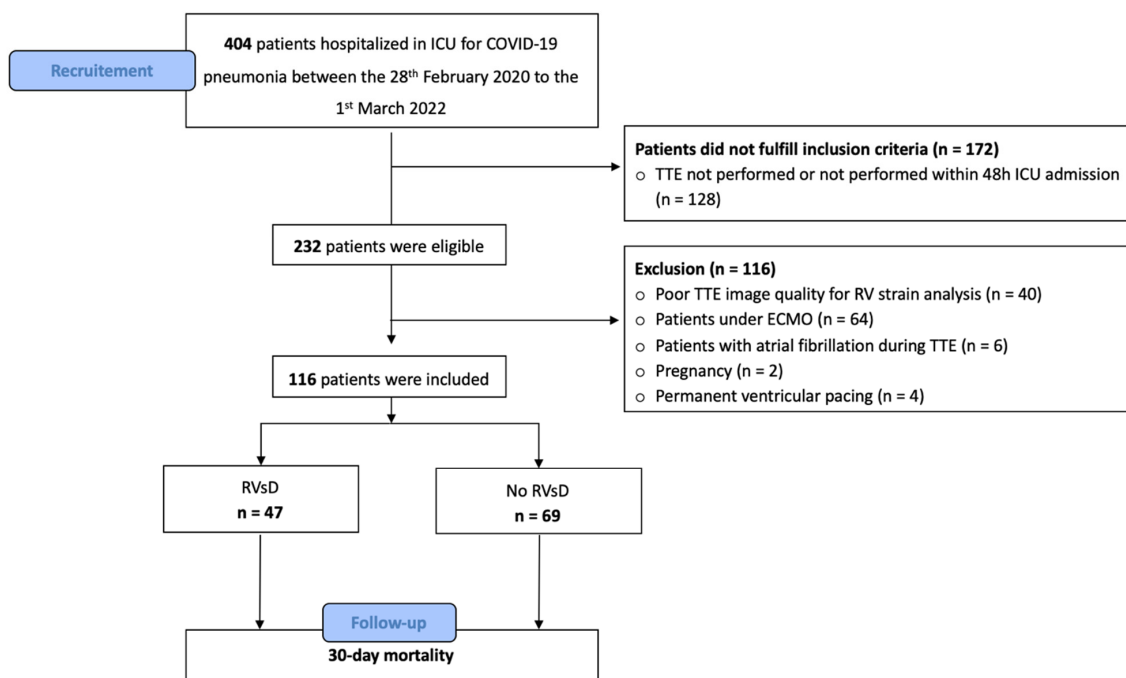 Recruitement
404 patients hospitalized in ICU for COVID-19
pneumonia between the 28th February 2020 to the
1st March 2022
Patients did not fulfill inclusion criteria (n = 172)
○ TTE not performed or not performed within 48h ICU admission
(n = 128)
232 patients were eligible
Exclusion (n = 116)
○ Poor TTE image quality for RV strain analysis (n = 40)
○ Patients under ECMO (n = 64)
○ Patients with atrial fibrillation during TTE (n = 6)
○ Pregnancy (n = 2)
○ Permanent ventricular pacing (n = 4)
116 patients were included
RVsD
n = 47
No RVsD
n = 69
Follow-up
30-day mortality